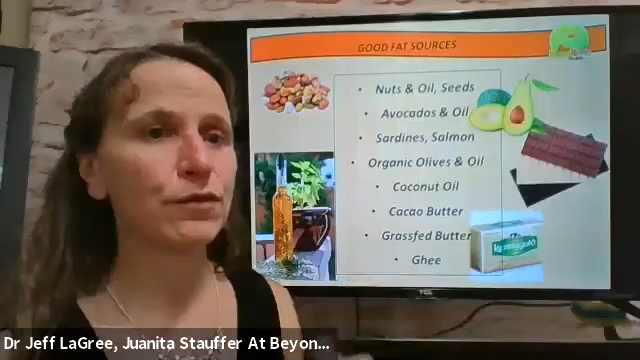 GOOD FAT SOURCES
• Nuts & Oil, Seeds
• Avocados & Oil
• Sardines, Salmon
• Organic Olives & Oil
• Coconut Oil
• Cacao Butter
• Grassfed Butter
• Ghee
TCL
Dr Jeff LaGree, Juanita Stauffer At Beyon...